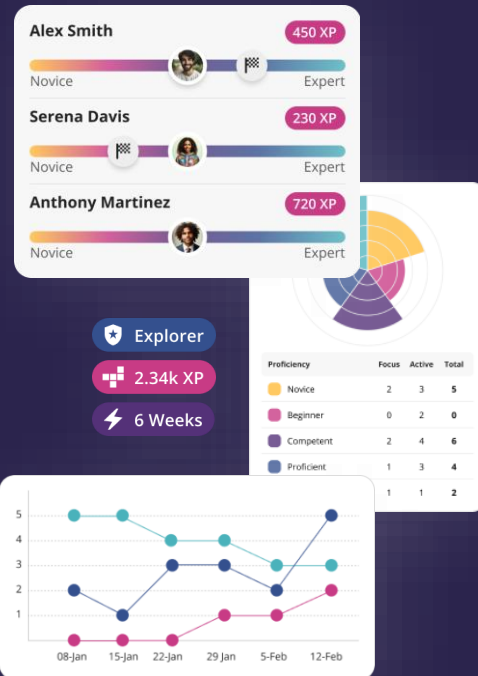 Alex Smith 450 XP
Novice Expert
Serena Davis 230 XP
Novice Expert
Anthony Martinez 720 XP
Novice Expert
Explorer
2.34k XP
6 Weeks
Proficiency Focus Active Total
Novice 2 3 5
Beginner 0 2 0
Competent 2 4 6
Proficient 1 3 4
1 1 2
5
4
3
2
1
08-Jan 15-Jan 22-Jan 29 Jan 5-Feb 12-Feb